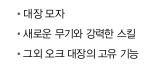 • 대장 모자
• 새로운 무기와 강력한 스킬
• 그외 오크 대장의 고유 기능